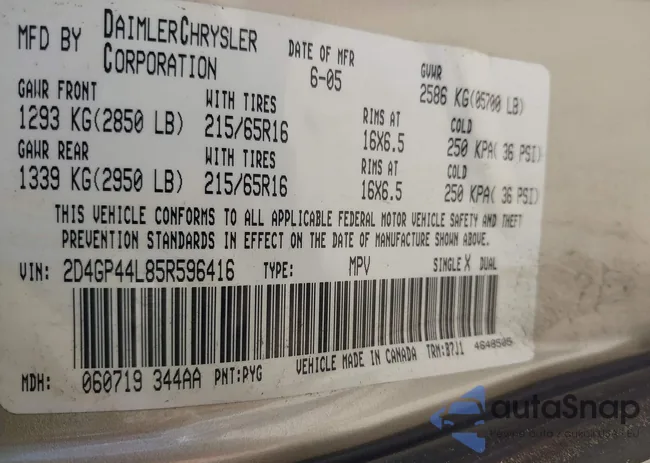 MFD BY DAIMLERCHRYSLER CORPORATION
DATE OF MFR 6-05
GVWR 2586 KG(05700 LB)
GAWR FRONT WITH TIRES RIMS AT COLD
1293 KG(2850 LB) 215/65R16 16X6.5 250 KPA( 36 PSI)
GAWR REAR WITH TIRES RIMS AT COLD
1339 KG(2950 LB) 215/65R16 16X6.5 250 KPA( 36 PSI)
THIS VEHICLE CONFORMS TO ALL APPLICABLE FEDERAL MOTOR VEHICLE SAFETY AND THEFT
PREVENTION STANDARDS IN EFFECT ON THE DATE OF MANUFACTURE SHOWN ABOVE.
VIN: 2D4GP44L85R596416 TYPE: MPV SINGLE X DUAL
VEHICLE MADE IN CANADA TRM:B7J1 4648505
MDH: 060719 344AA PNT:PYG
autaSnap